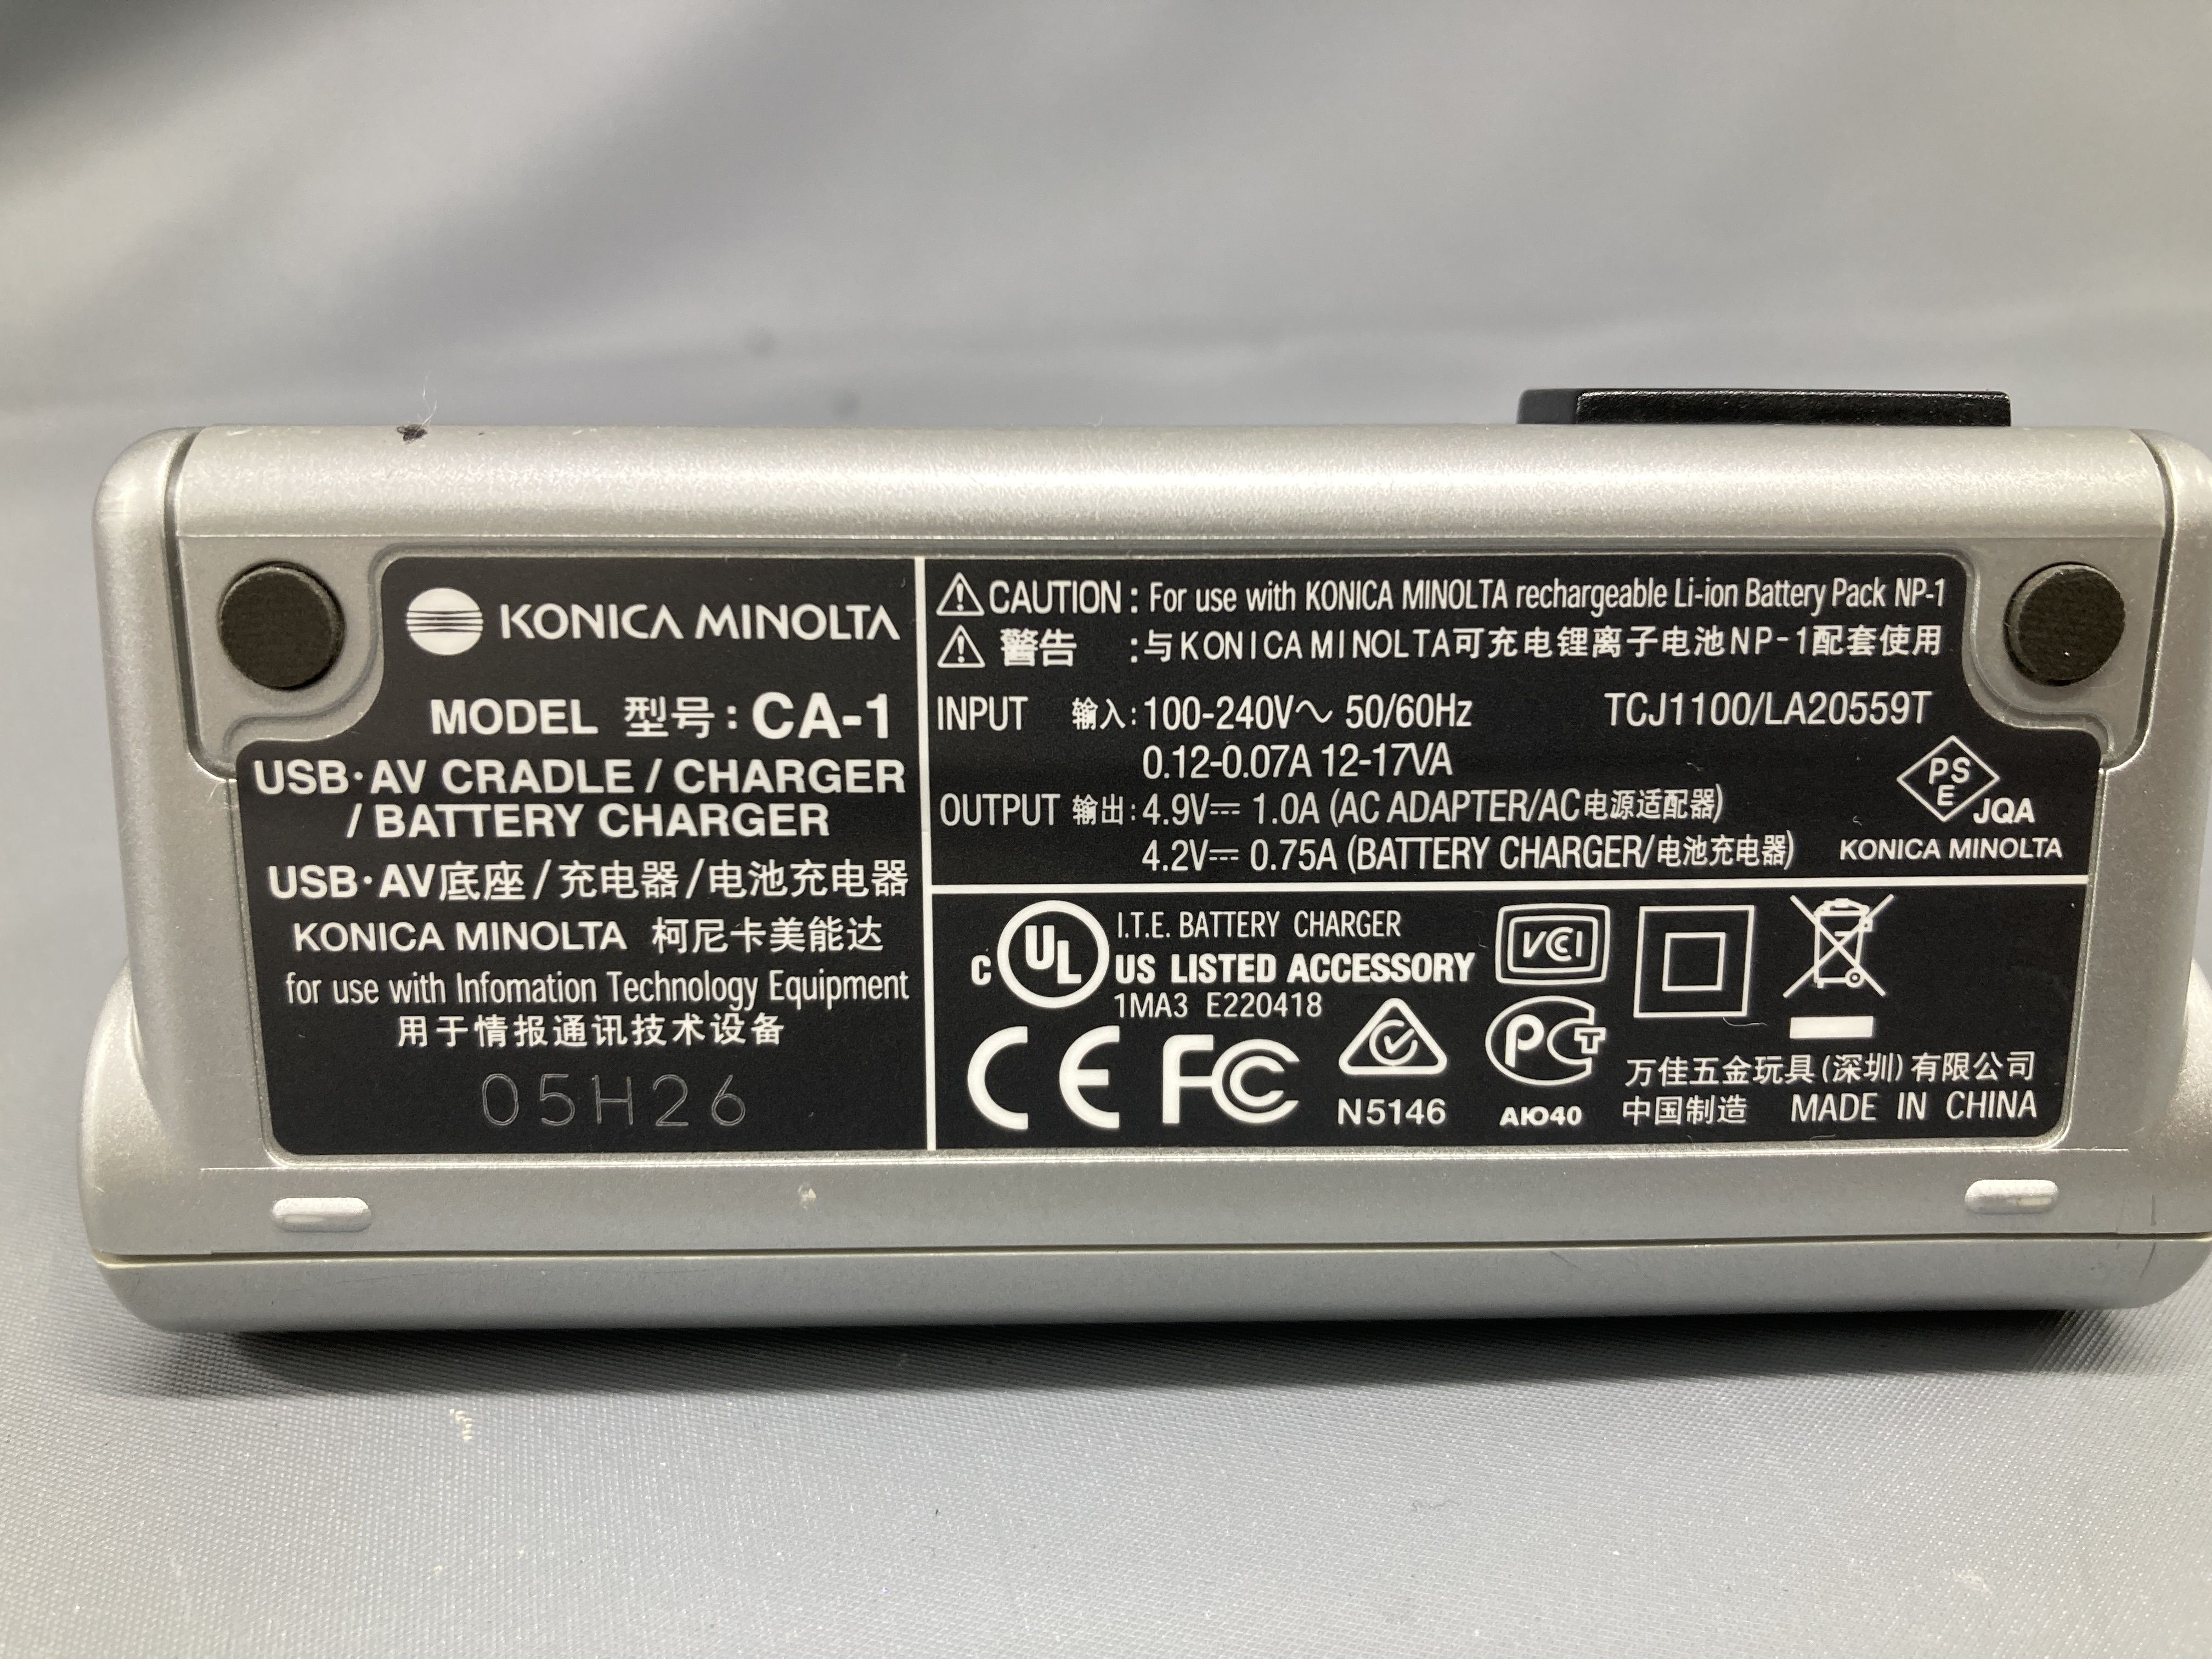 KONICA MINOLTA
MODEL 型号: CA-1
USB·AV CRADLE / CHARGER
/ BATTERY CHARGER
USB·AV底座/充电器/电池充电器
KONICA MINOLTA 柯尼卡美能达
for use with Infomation Technology Equipment
用于情报通讯技术设备
05H26
⚠CAUTION: For use with KONICA MINOLTA rechargeable Li-ion Battery Pack NP-1
⚠ 警告 :与KONICA MINOLTA可充电锂离子电池NP-1配套使用
INPUT 输入: 100-240V~ 50/60Hz TCJ1100/LA20559T
0.12-0.07A 12-17VA
OUTPUT 输出: 4.9V⎓ 1.0A (AC ADAPTER/AC电源适配器)
4.2V⎓ 0.75A (BATTERY CHARGER/电池充电器)
PS
E
JQA
KONICA MINOLTA
C UL
I.T.E. BATTERY CHARGER
US LISTED ACCESSORY
1MA3 E220418
VCCI
CE FC
N5146
PCT
AЮ40
万佳五金玩具(深圳)有限公司
中国制造 MADE IN CHINA